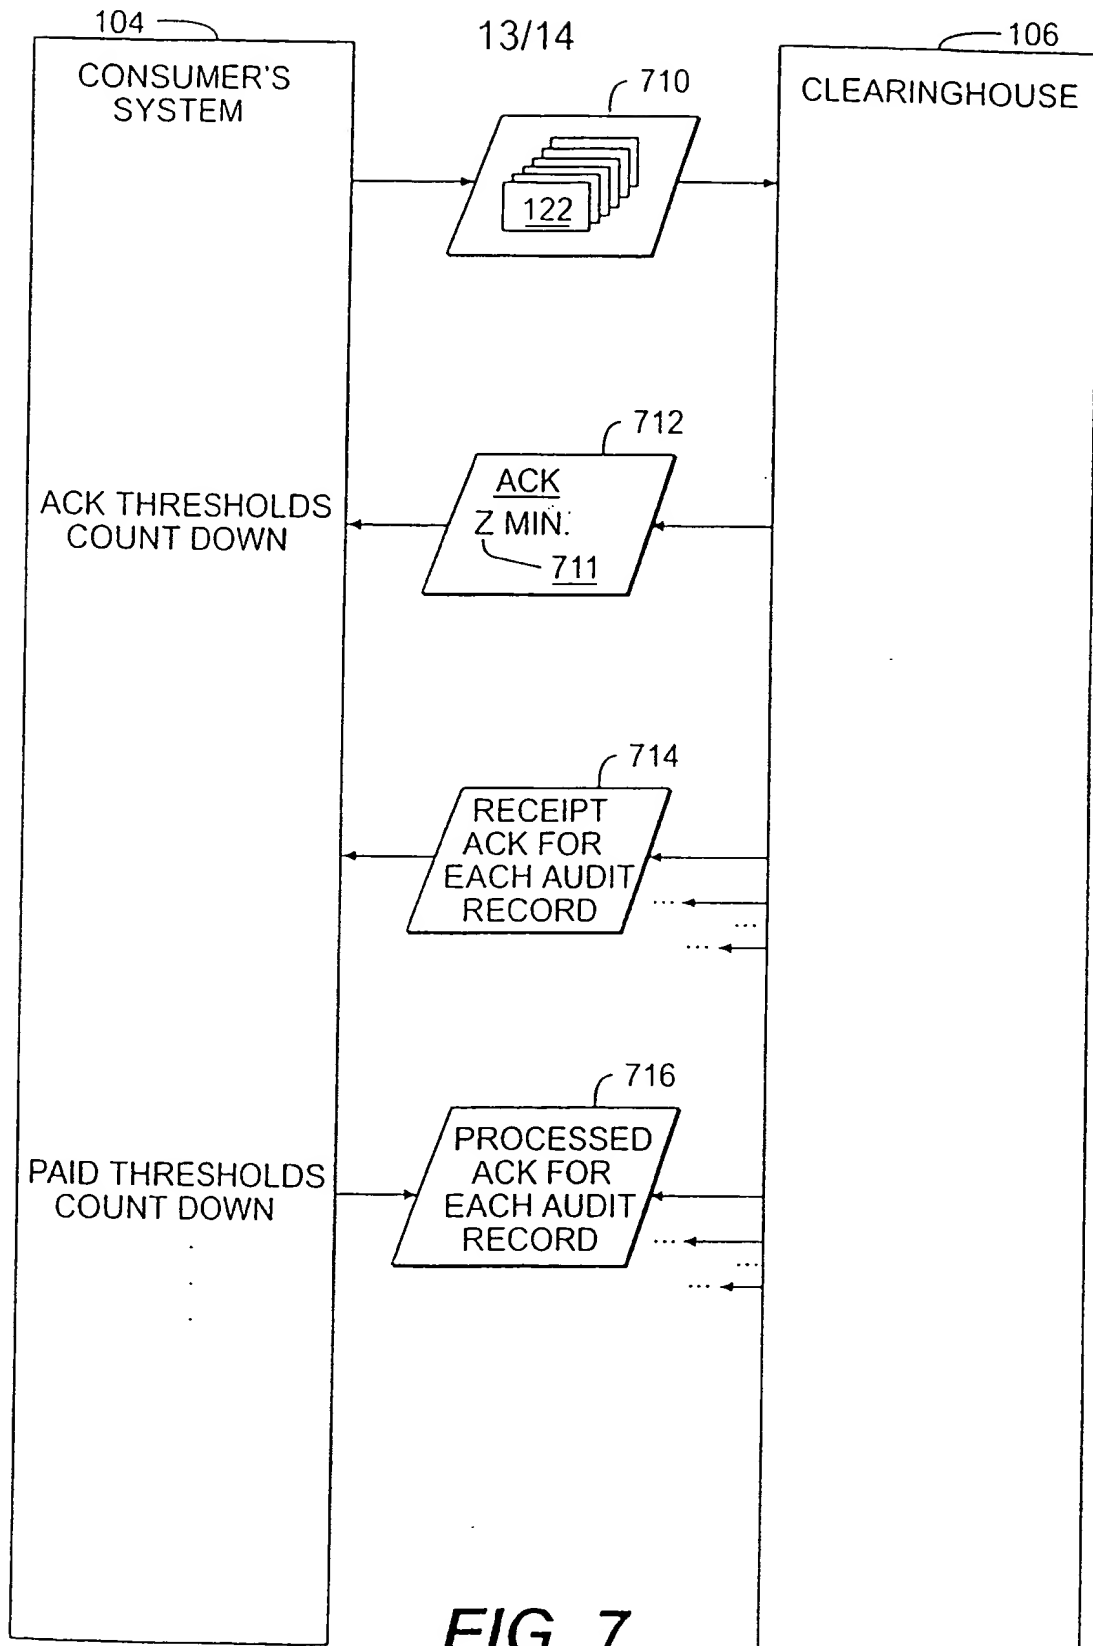 13/14
104
CONSUMER'S
SYSTEM
106
CLEARINGHOUSE
710
122
712
ACK
Z MIN.
711
ACK THRESHOLDS
COUNT DOWN
714
RECEIPT
ACK FOR
EACH AUDIT
RECORD
...
...
...
716
PROCESSED
ACK FOR
EACH AUDIT
RECORD
...
...
...
PAID THRESHOLDS
COUNT DOWN
.
.
.
FIG. 7